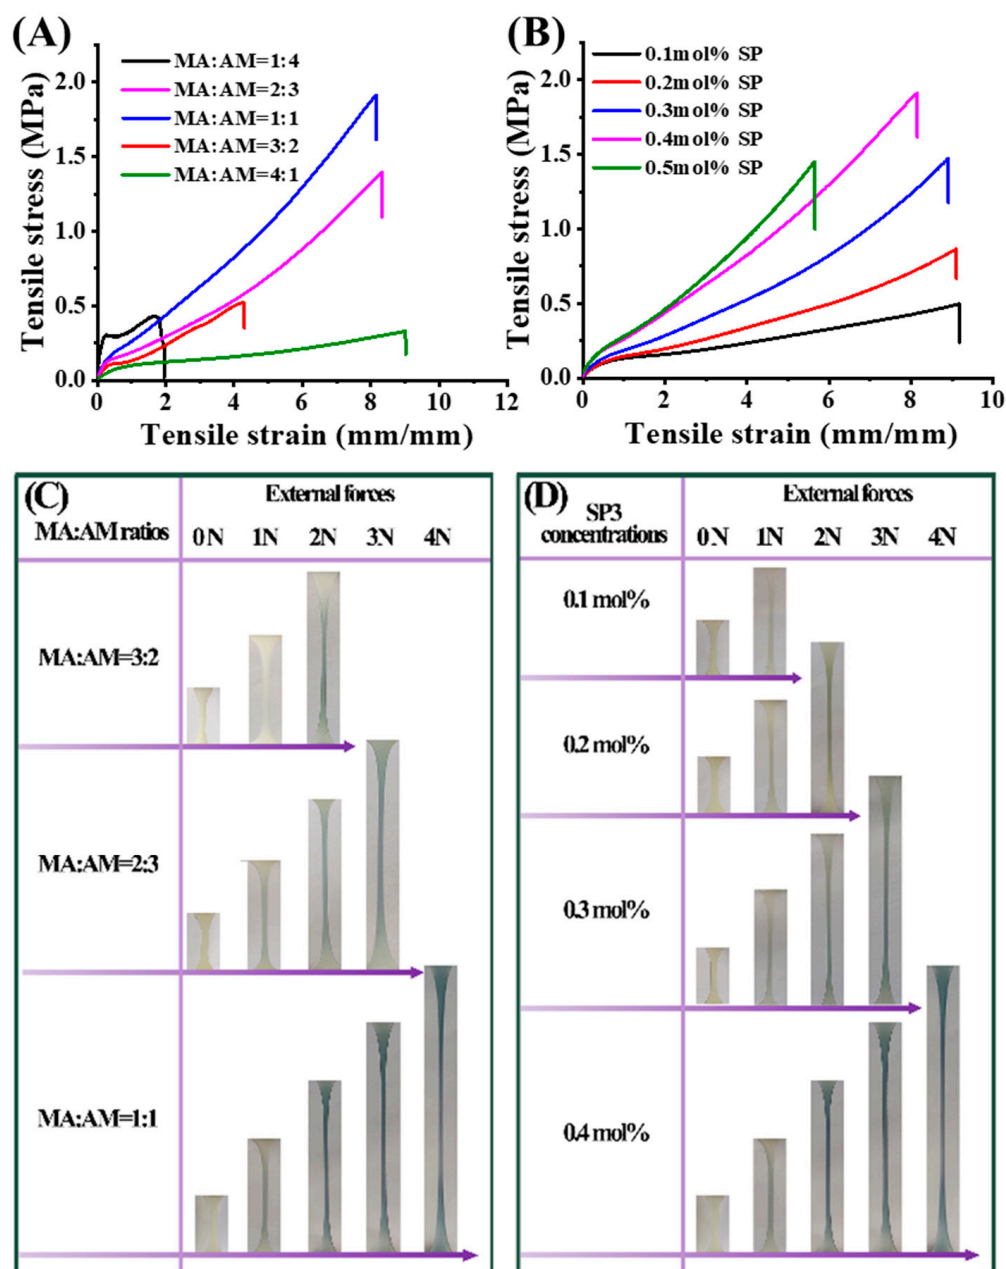 (A)
MA:AM=1:4
MA:AM=2:3
MA:AM=1:1
MA:AM=3:2
MA:AM=4:1
Tensile stress (MPa)
2.0
1.5
1.0
0.5
0.0
0 2 4 6 8 10 12
Tensile strain (mm/mm)
(B)
0.1mol% SP
0.2mol% SP
0.3mol% SP
0.4mol% SP
0.5mol% SP
Tensile stress (MPa)
2.0
1.5
1.0
0.5
0.0
0 2 4 6 8 10
Tensile strain (mm/mm)
(C)
External forces
MA:AM ratios
0N 1N 2N 3N 4N
MA:AM=3:2
MA:AM=2:3
MA:AM=1:1
(D)
External forces
SP3
concentrations
0N 1N 2N 3N 4N
0.1 mol%
0.2 mol%
0.3 mol%
0.4 mol%